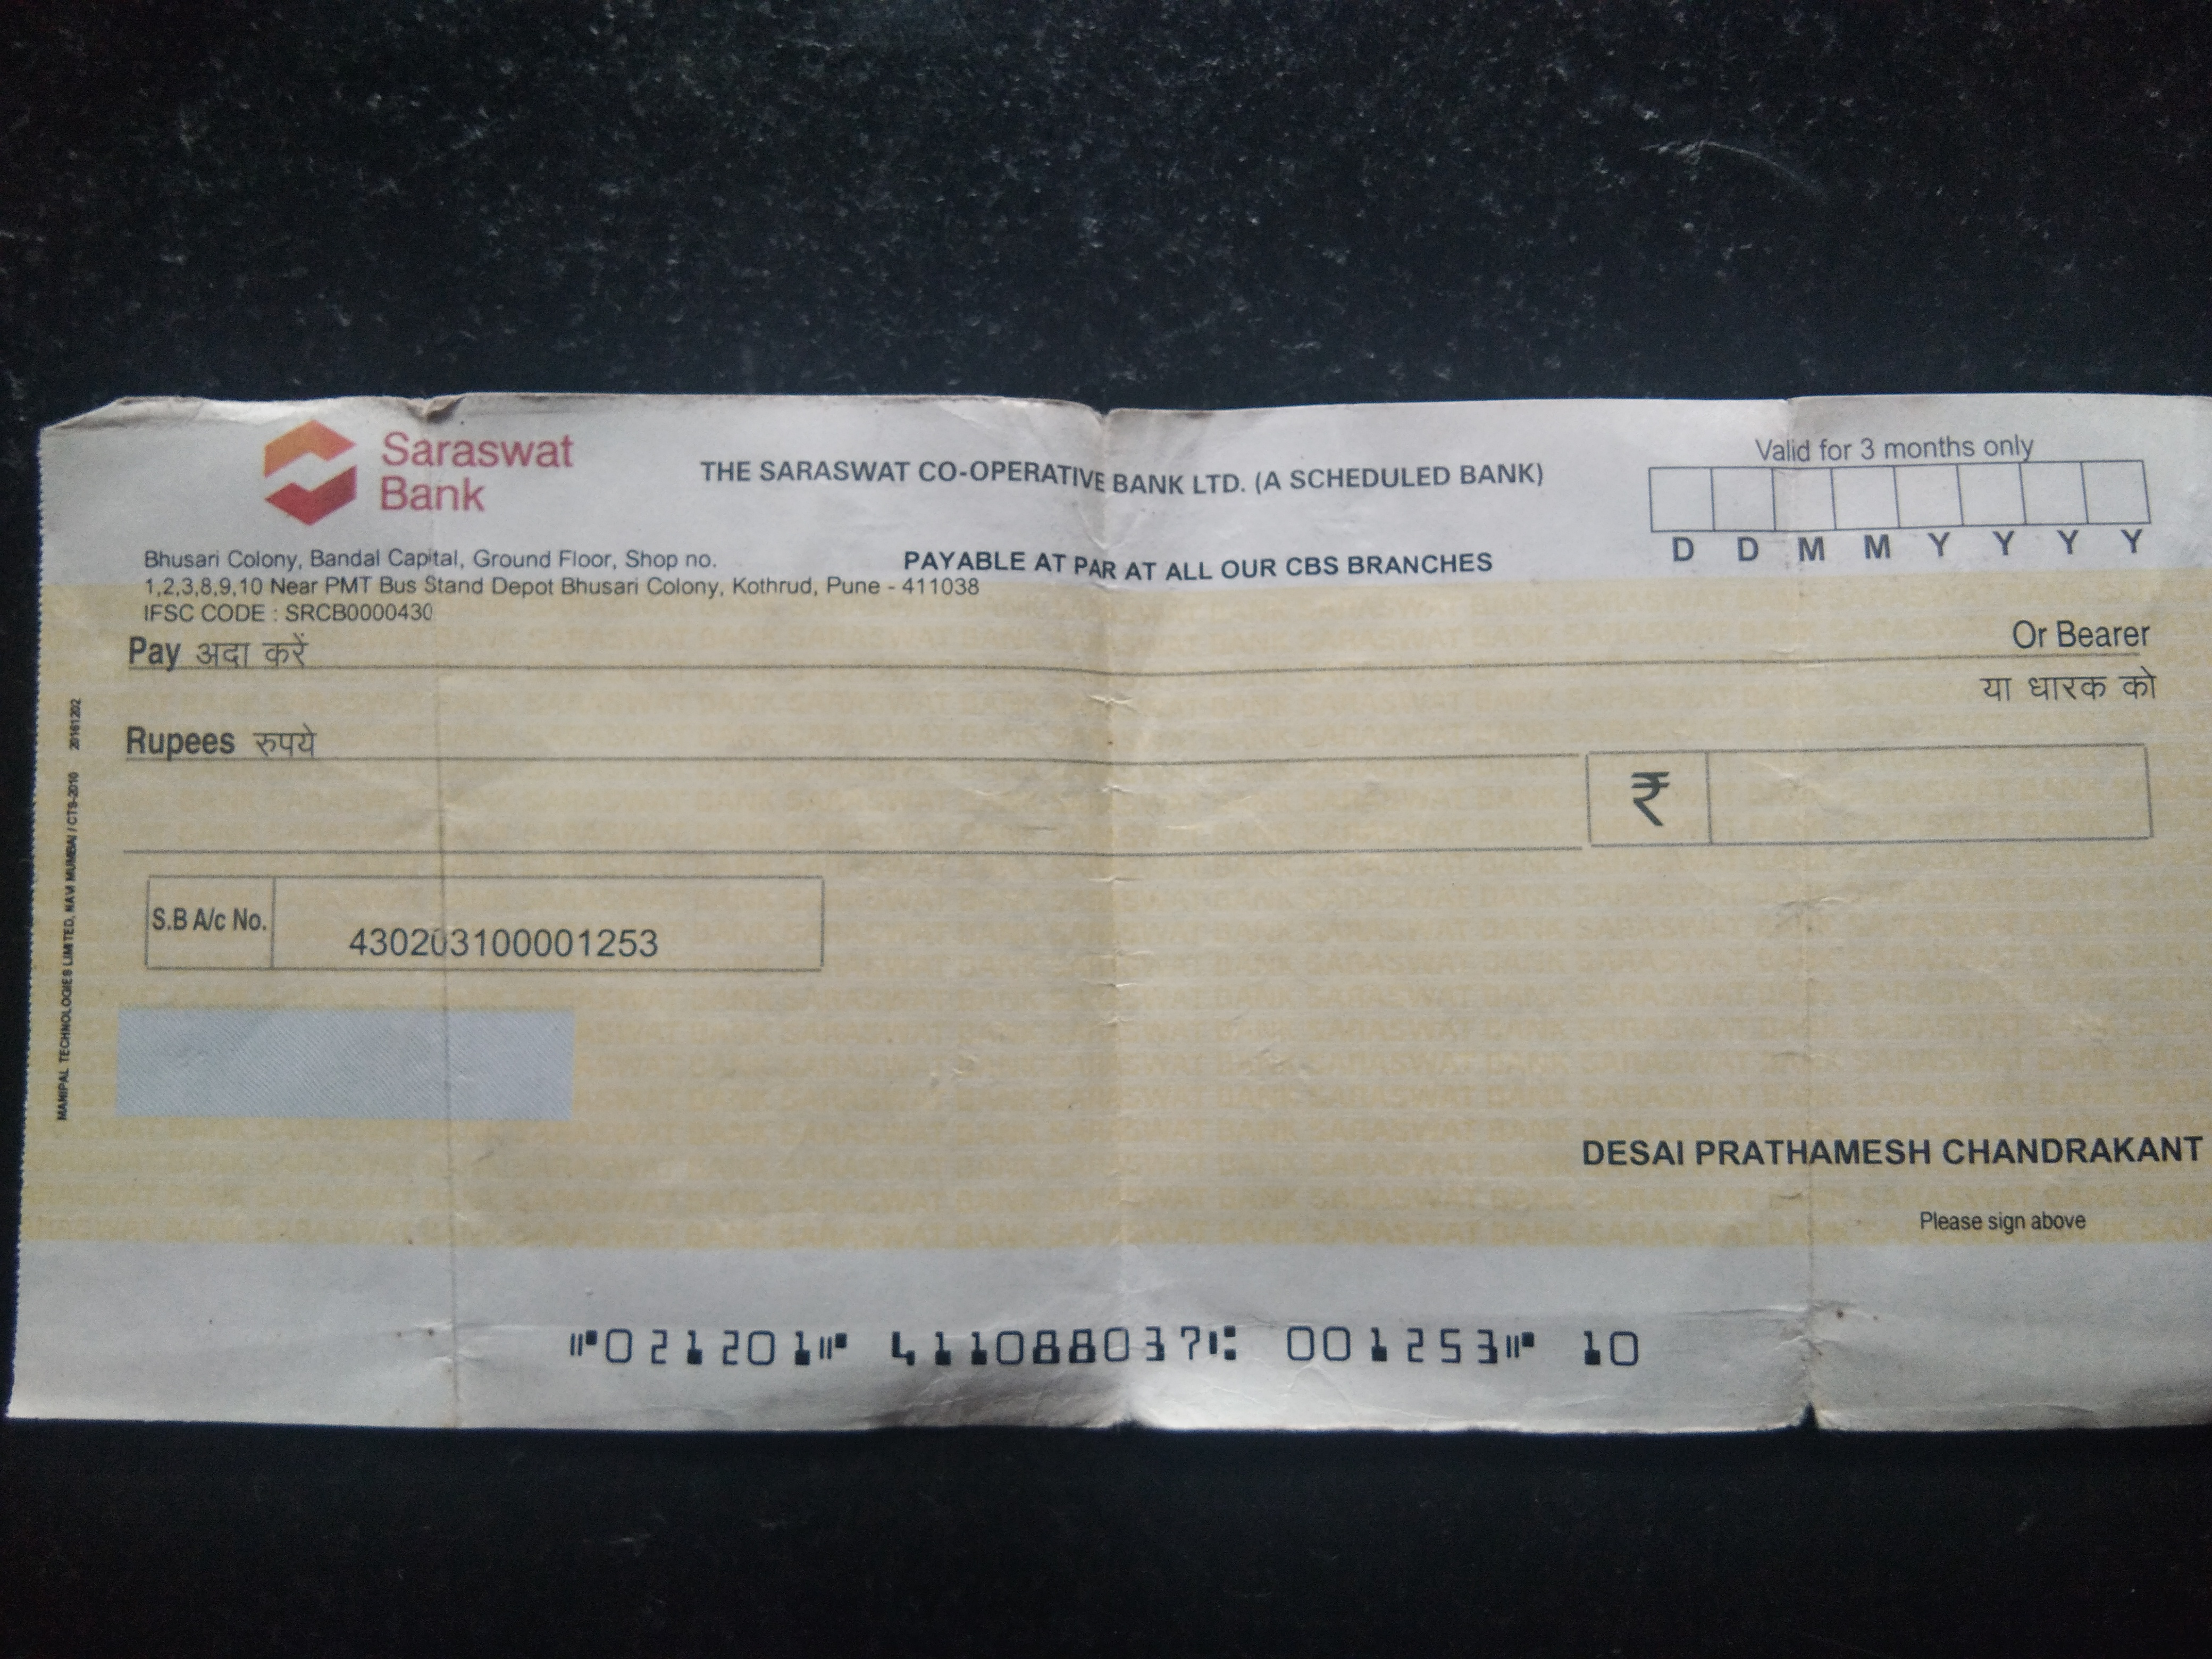 Saraswat
Bank
THE SARASWAT CO-OPERATIVE BANK LTD. (A SCHEDULED BANK)
Valid for 3 months only
D D M M Y Y Y Y
Bhusari Colony, Bandal Capital, Ground Floor, Shop no.
PAYABLE AT PAR AT ALL OUR CBS BRANCHES
1,2,3,8,9,10 Near PMT Bus Stand Depot Bhusari Colony, Kothrud, Pune - 411038
IFSC CODE : SRCB0000430
Pay अदा करें
Or Bearer
या धारक को
Rupees रुपये
₹
S.B A/c No.
430203100001253
MANIPAL TECHNOLOGIES LIMITED, NAVI MUMBAI / CTS-2010 20161202
DESAI PRATHAMESH CHANDRAKANT
Please sign above
⑈021201⑈ 411088037⑆ 001253⑈ 10